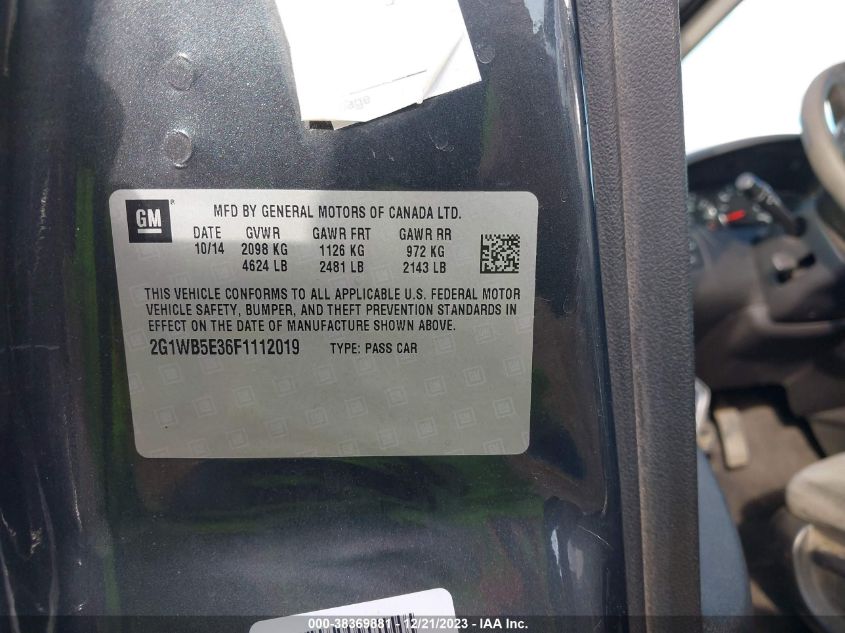 age
GM
MFD BY GENERAL MOTORS OF CANADA LTD.
DATE GVWR GAWR FRT GAWR RR
10/14 2098 KG 1126 KG 972 KG
4624 LB 2481 LB 2143 LB
THIS VEHICLE CONFORMS TO ALL APPLICABLE U.S. FEDERAL MOTOR
VEHICLE SAFETY, BUMPER, AND THEFT PREVENTION STANDARDS IN
EFFECT ON THE DATE OF MANUFACTURE SHOWN ABOVE.
2G1WB5E36F1112019 TYPE: PASS CAR
000-38369881 - 12/21/2023 - IAA Inc.